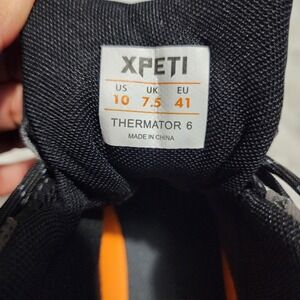 XPETI
US UK EU
10 7.5 41
THERMATOR 6
MADE IN CHINA